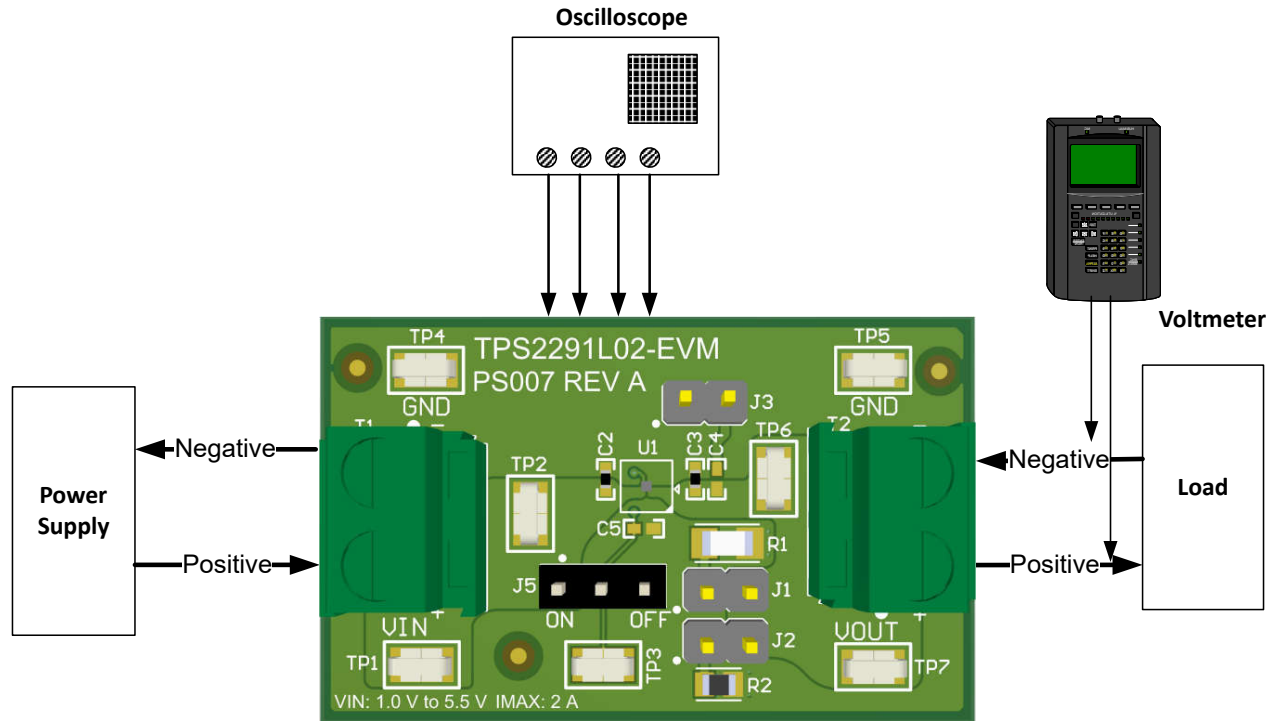 Oscilloscope
Voltmeter
TP4
TPS2291L02-EVM
PS007 REV A
TP5
GND
J3
GND
T1
T2
TP6
C2
U1
C3
C4
TP2
Negative
Negative
Power
Supply
Load
C5
R1
Positive
Positive
J5
J1
ON
OFF
J2
VIN
VOUT
TP1
TP3
TP7
R2
VIN: 1.0 V to 5.5 V IMAX: 2 A